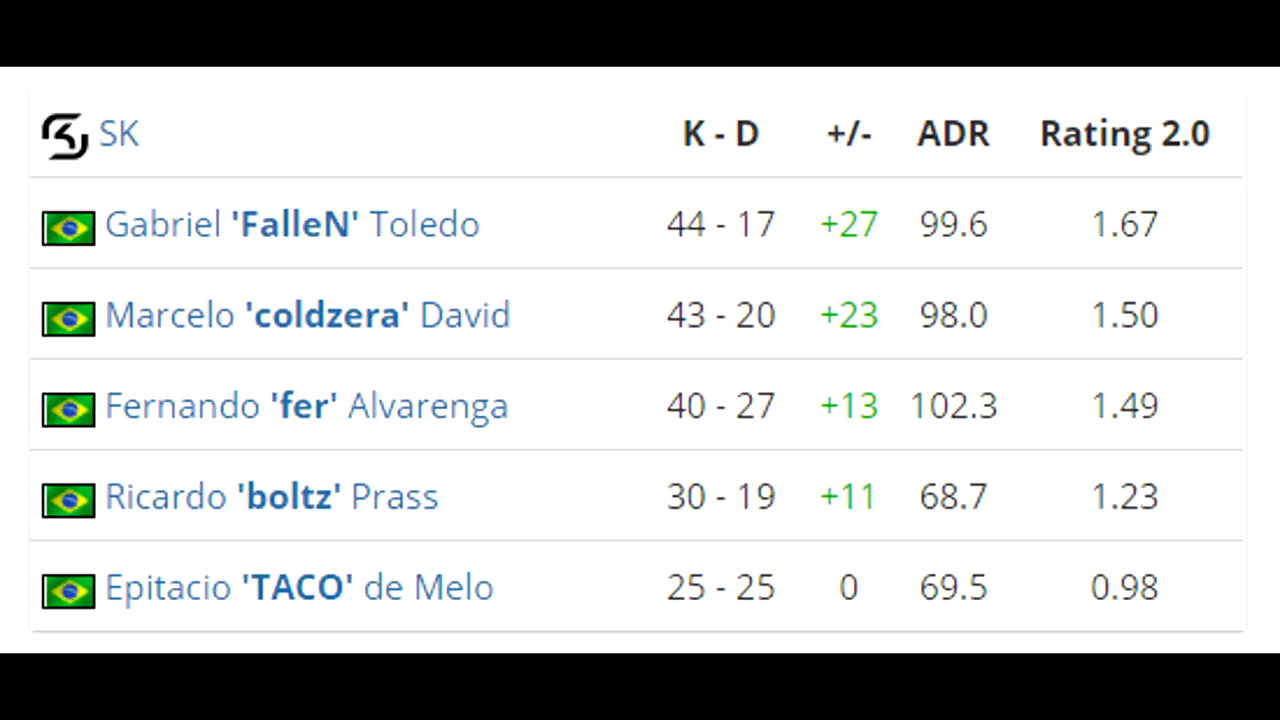 SK K - D +/- ADR Rating 2.0
Gabriel 'FalleN' Toledo 44 - 17 +27 99.6 1.67
Marcelo 'coldzera' David 43 - 20 +23 98.0 1.50
Fernando 'fer' Alvarenga 40 - 27 +13 102.3 1.49
Ricardo 'boltz' Prass 30 - 19 +11 68.7 1.23
Epitacio 'TACO' de Melo 25 - 25 0 69.5 0.98